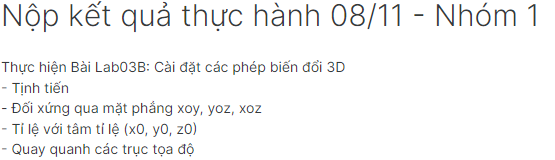 Nộp kết quả thực hành 08/11 - Nhóm 1
Thực hiện Bài Lab03B: Cài đặt các phép biến đổi 3D
- Tịnh tiến
- Đối xứng qua mặt phẳng xoy, yoz, xoz
- Tỉ lệ với tâm tỉ lệ (x0, y0, z0)
- Quay quanh các trục tọa độ